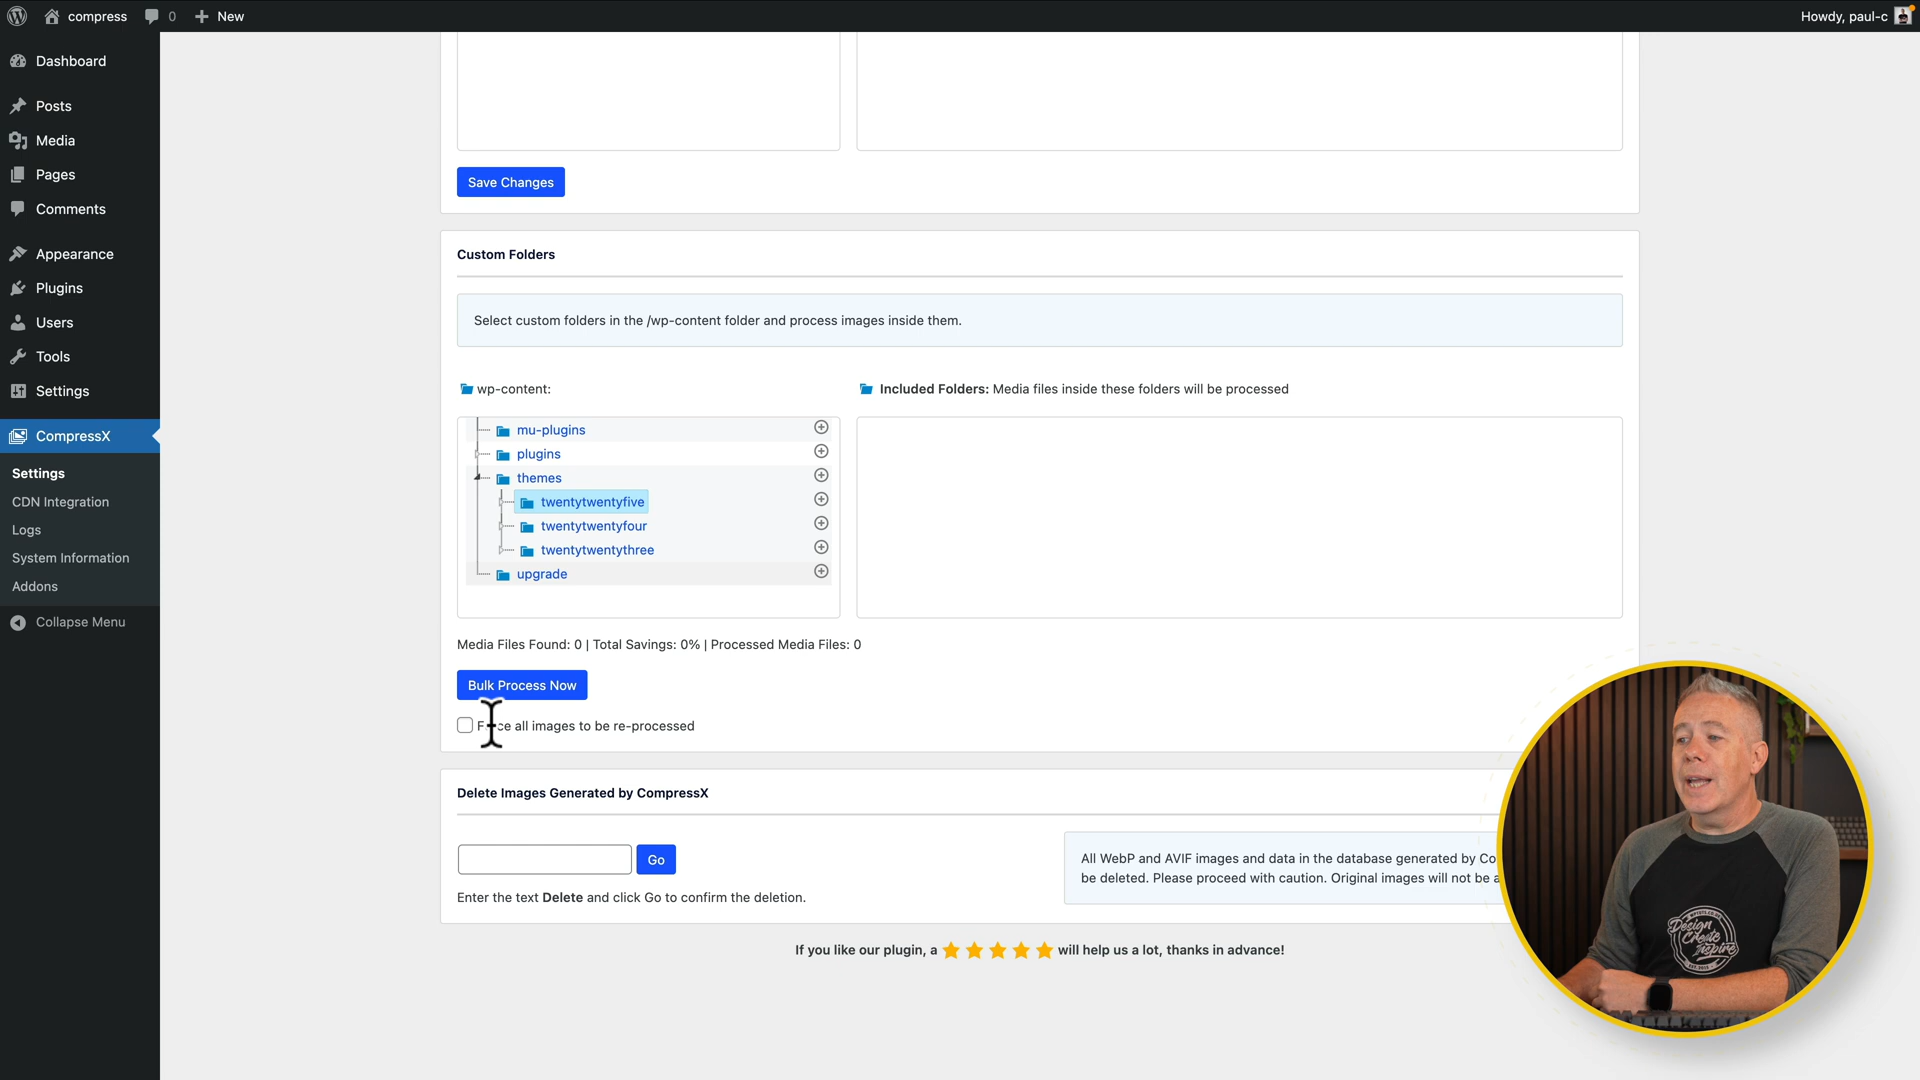 compress
0
New
Howdy, paul-c
Dashboard
Posts
Media
Pages
Comments
Appearance
Plugins
Users
Tools
Settings
CompressX
Settings
CDN Integration
Logs
System Information
Addons
Collapse Menu
Save Changes
Custom Folders
Select custom folders in the /wp-content folder and process images inside them.
wp-content:
Included Folders: Media files inside these folders will be processed
mu-plugins
plugins
themes
twentytwentyfive
twentytwentyfour
twentytwentythree
upgrade
Media Files Found: 0 | Total Savings: 0% | Processed Media Files: 0
Bulk Process Now
all images to be re-processed
Delete Images Generated by CompressX
Go
Enter the text Delete and click Go to confirm the deletion.
All WebP and AVIF images and data in the database generated by Co
be deleted. Please proceed with caution. Original images will not be a
If you like our plugin, a ★★★★★ will help us a lot, thanks in advance!
Design
Create
Inspire